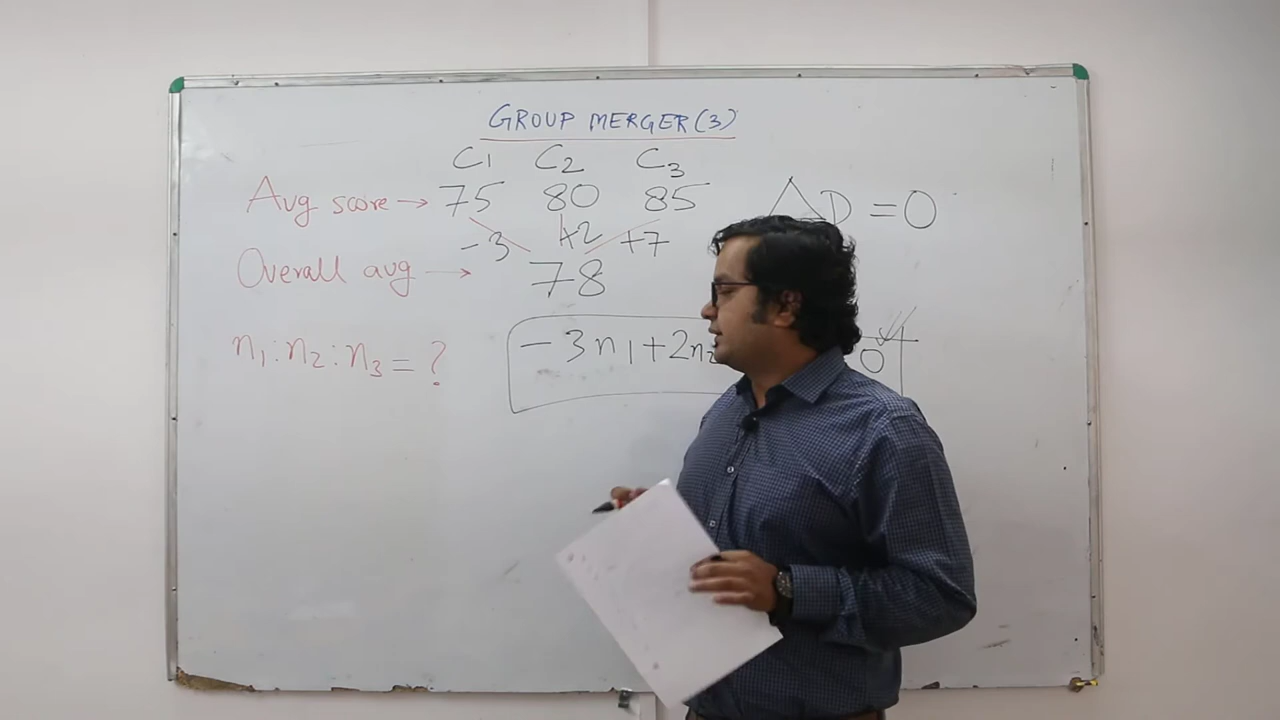 GROUP MERGER (3)
C1 C2 C3
Avg score → 75 80 85
ΔD = 0
-3 +2 +7
Overall avg → 78
n1 : n2 : n3 = ?
-3n1 + 2n2 0